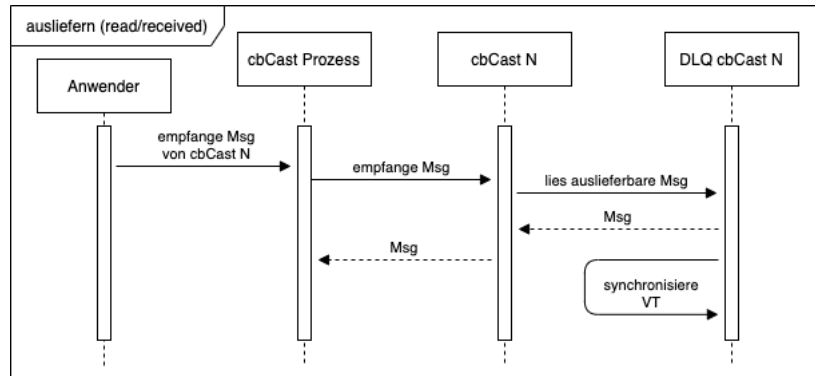 ausliefern (read/received)
Anwender
cbCast Prozess
cbCast N
DLQ cbCast N
empfange Msg
von cbCast N
empfange Msg
lies auslieferbare Msg
Msg
Msg
synchronisiere
VT